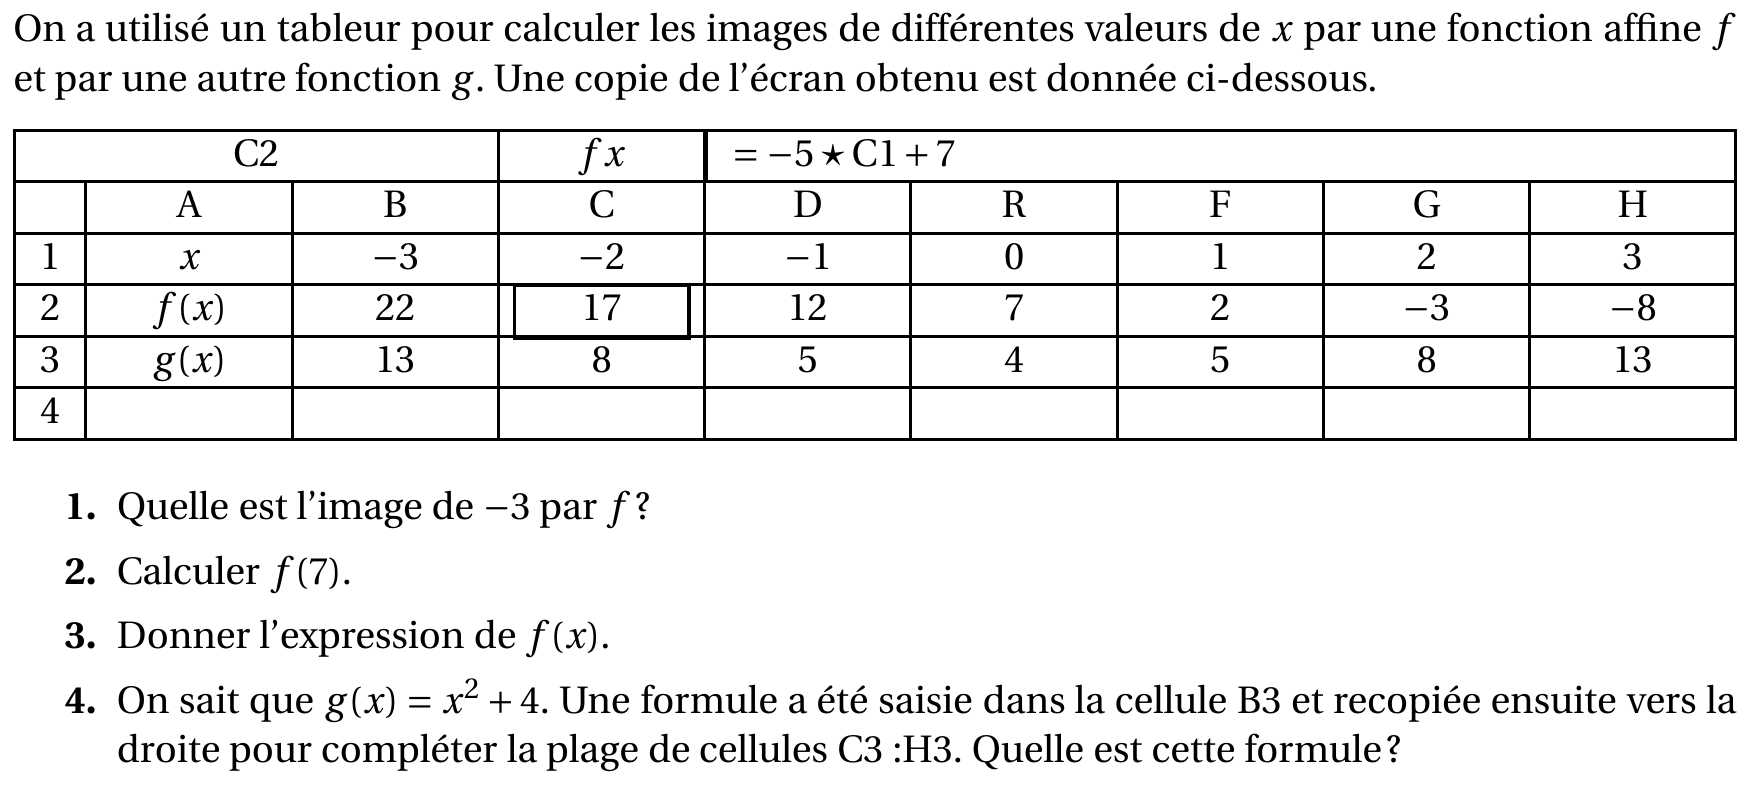 On a utilisé un tableur pour calculer les images de différentes valeurs de x par une fonction affine f
et par une autre fonction g. Une copie de l'écran obtenu est donnée ci-dessous.
C2 fx = −5⋆C1+7
A B C D R F G H
1 x −3 −2 −1 0 1 2 3
2 f(x) 22 17 12 7 2 −3 −8
3 g(x) 13 8 5 4 5 8 13
4
1. Quelle est l'image de −3 par f ?
2. Calculer f(7).
3. Donner l'expression de f(x).
4. On sait que g(x) = x² + 4. Une formule a été saisie dans la cellule B3 et recopiée ensuite vers la
droite pour compléter la plage de cellules C3 :H3. Quelle est cette formule ?